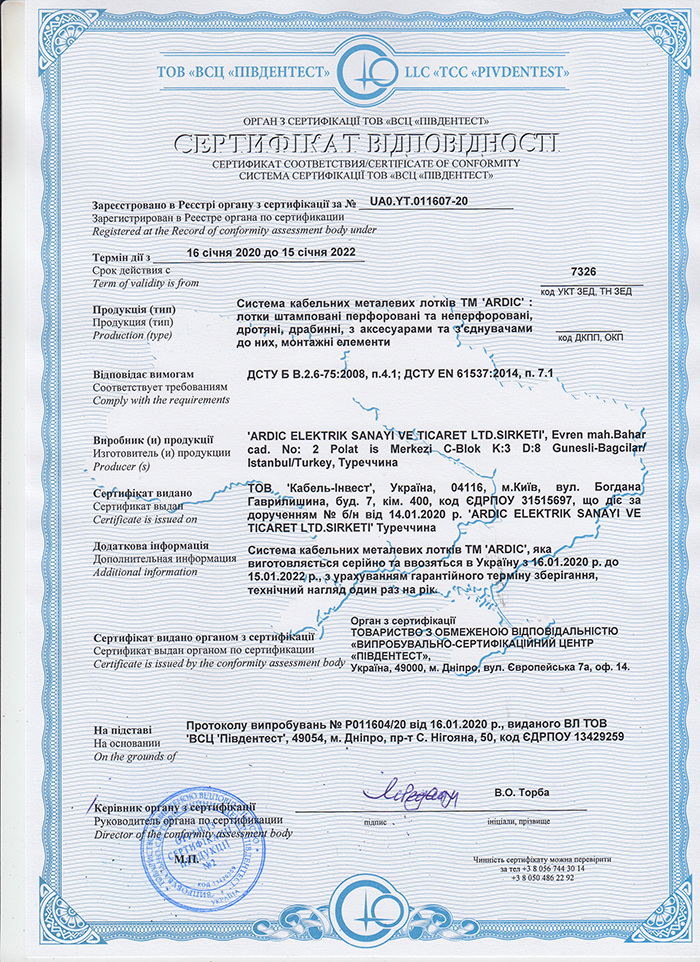 ТОВ «ВСЦ «ПІВДЕНТЕСТ» LLC «TCC «PIVDENTEST»
ОРГАН З СЕРТИФІКАЦІЇ ТОВ «ВСЦ «ПІВДЕНТЕСТ»
СЕРТИФІКАТ ВІДПОВІДНОСТІ
СЕРТИФИКАТ СООТВЕТСТВИЯ/CERTIFICATE OF CONFORMITY
СИСТЕМА СЕРТИФІКАЦІЇ ТОВ «ВСЦ «ПІВДЕНТЕСТ»
Зареєстровано в Реєстрі органу з сертифікації за № UA0.YT.011607-20
Зарегистрирован в Реестре органа по сертификации
Registered at the Record of conformity assessment body under
Термін дії з 16 січня 2020 до 15 січня 2022
Срок действия с
Term of validity is from
7326
код УКТ ЗЕД, ТН ЗЕД
Продукція (тип)
Продукция (тип)
Production (type)
Система кабельних металевих лотків ТМ 'ARDIC' :
лотки штамповані перфоровані та неперфоровані,
дротяні, драбинні, з аксесуарами та з'єднувачами
до них, монтажні елементи
код ДКПП, ОКП
Відповідає вимогам
Соответствует требованиям
Comply with the requirements
ДСТУ Б В.2.6-75:2008, п.4.1; ДСТУ EN 61537:2014, п. 7.1
Виробник (и) продукції
Изготовитель (и) продукции
Producer (s)
'ARDIC ELEKTRIK SANAYI VE TICARET LTD.SIRKETI', Evren mah.Bahar
cad. No: 2 Polat is Merkezi C-Blok K:3 D:8 Gunesli-Bagcilar/
Istanbul/Turkey, Туреччина
Сертифікат видано
Сертификат выдан
Certificate is issued on
ТОВ 'Кабель-Інвест', Україна, 04116, м.Київ, вул. Богдана
Гаврилишина, буд. 7, кім. 400, код ЄДРПОУ 31515697, що діє за
дорученням № б/н від 14.01.2020 р. 'ARDIC ELEKTRIK SANAYI VE
TICARET LTD.SIRKETI' Туреччина
Додаткова інформація
Дополнительная информация
Additional information
Система кабельних металевих лотків ТМ 'ARDIC', яка
виготовляється серійно та ввозяться в Україну з 16.01.2020 р. до
15.01.2022 р., з урахуванням гарантійного терміну зберігання,
технічний нагляд один раз на рік.
Сертифікат видано органом з сертифікації
Сертификат выдан органом по сертификации
Certificate is issued by the conformity assessment body
Орган з сертифікації
ТОВАРИСТВО З ОБМЕЖЕНОЮ ВІДПОВІДАЛЬНІСТЮ
«ВИПРОБУВАЛЬНО-СЕРТИФІКАЦІЙНИЙ ЦЕНТР
«ПІВДЕНТЕСТ»,
Україна, 49000, м. Дніпро, вул. Європейська 7а, оф. 14.
На підставі
На основании
On the grounds of
Протоколу випробувань № Р011604/20 від 16.01.2020 р., виданого ВЛ ТОВ
'ВСЦ 'Південтест', 49054, м. Дніпро, пр-т С. Нігояна, 50, код ЄДРПОУ 13429259
Керівник органу з сертифікації
Руководитель органа по сертификации
Director of the conformity assessment body
В.О. Торба
підпис
ініціали, прізвище
М.П.
СЕРТИФІКАЦІЇ
ПРОДУКЦІЇ
№2
УКРАЇНА
Чинність сертифікату можна перевірити
за тел +3 8 056 744 30 14
+3 8 050 486 22 92